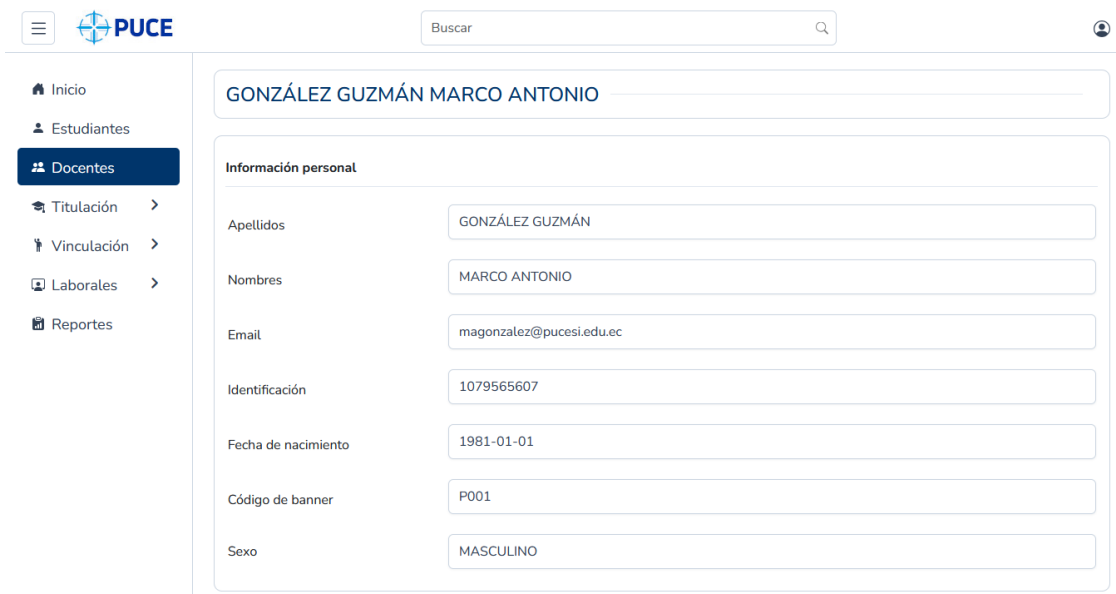 PUCE
Buscar
Inicio
Estudiantes
Docentes
Titulación
Vinculación
Laborales
Reportes
GONZÁLEZ GUZMÁN MARCO ANTONIO
Información personal
Apellidos GONZÁLEZ GUZMÁN
Nombres MARCO ANTONIO
Email magonzalez@pucesi.edu.ec
Identificación 1079565607
Fecha de nacimiento 1981-01-01
Código de banner P001
Sexo MASCULINO